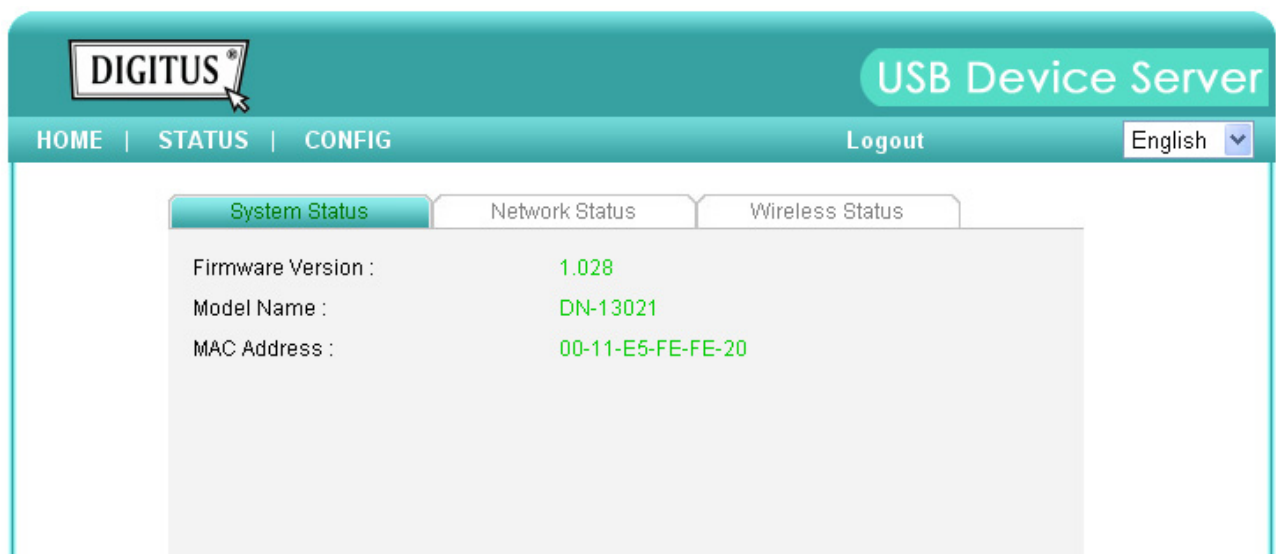 DIGITUS®
USB Device Server
HOME | STATUS | CONFIG Logout English
System Status Network Status Wireless Status
Firmware Version : 1.028
Model Name : DN-13021
MAC Address : 00-11-E5-FE-FE-20